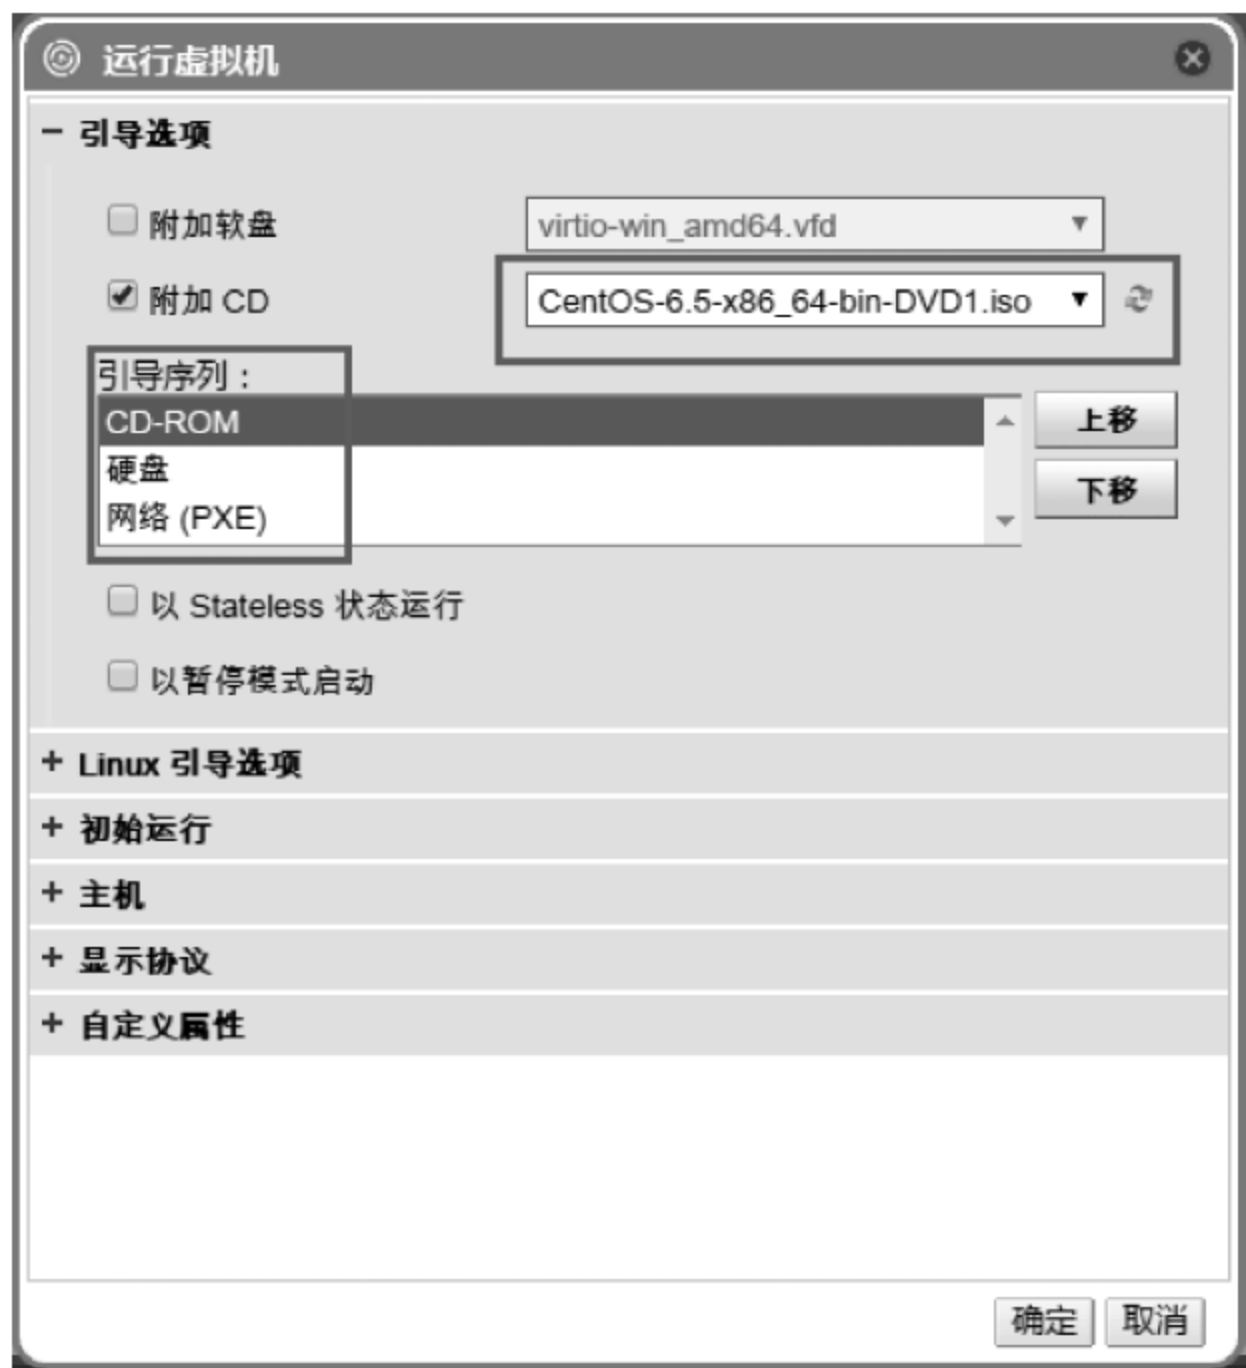 运行虚拟机
引导选项
附加软盘 virtio-win_amd64.vfd
附加 CD CentOS-6.5-x86_64-bin-DVD1.iso
引导序列：
CD-ROM
上移
硬盘
下移
网络 (PXE)
以 Stateless 状态运行
以暂停模式启动
Linux 引导选项
初始运行
主机
显示协议
自定义属性
确定 取消